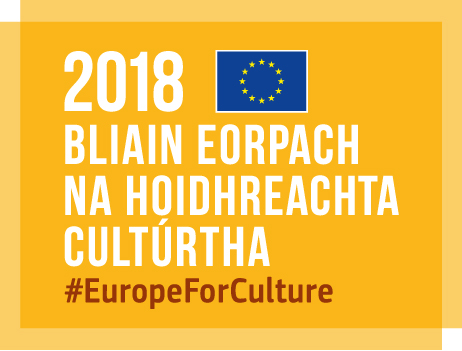 2018
BLIAIN EORPACH
NA HOIDHREACHTA
CULTÚRTHA
#EuropeForCulture